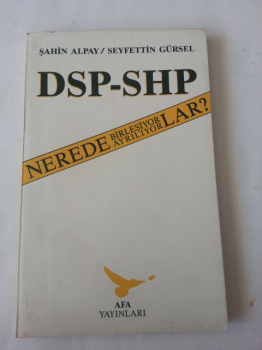 ŞAHİN ALPAY / SEYFETTİN GÜRSEL
DSP-SHP
NEREDE BİRLEŞİYOR AYRILIYOR LAR?
AFA
YAYINLARI